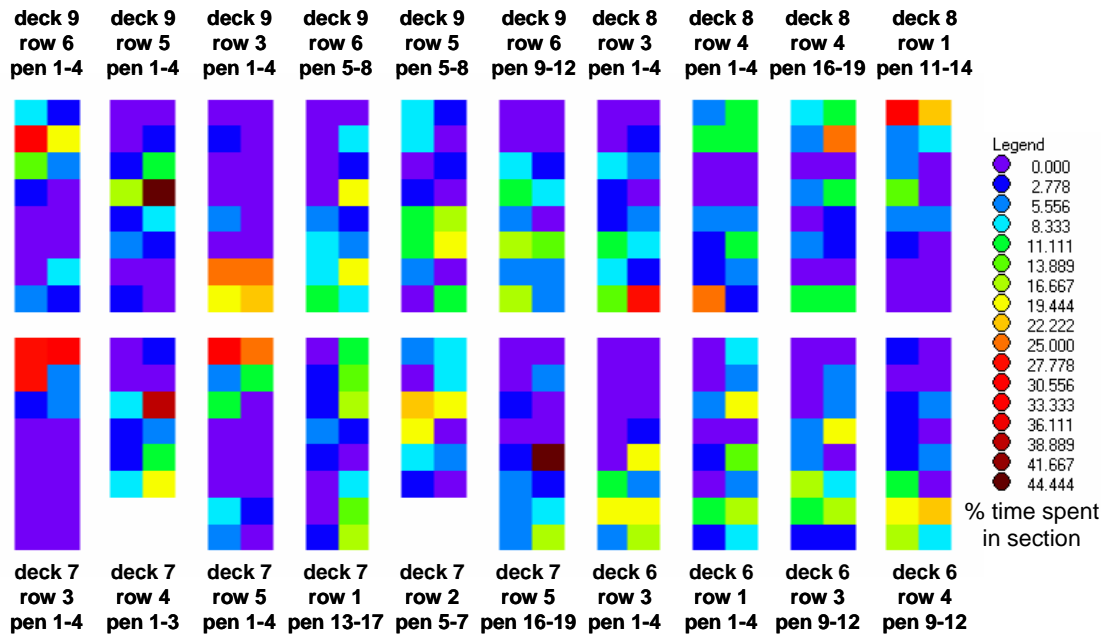 deck 9 deck 9 deck 9 deck 9 deck 9 deck 9 deck 8 deck 8 deck 8 deck 8
row 6 row 5 row 3 row 6 row 5 row 6 row 3 row 4 row 4 row 1
pen 1-4 pen 1-4 pen 1-4 pen 5-8 pen 5-8 pen 9-12 pen 1-4 pen 1-4 pen 16-19 pen 11-14
Legend
0.000
2.778
5.556
8.333
11.111
13.889
16.667
19.444
22.222
25.000
27.778
30.556
33.333
36.111
38.889
41.667
44.444
% time spent
in section
deck 7 deck 7 deck 7 deck 7 deck 7 deck 7 deck 6 deck 6 deck 6 deck 6
row 3 row 4 row 5 row 1 row 2 row 5 row 3 row 1 row 3 row 4
pen 1-4 pen 1-3 pen 1-4 pen 13-17 pen 5-7 pen 16-19 pen 1-4 pen 1-4 pen 9-12 pen 9-12